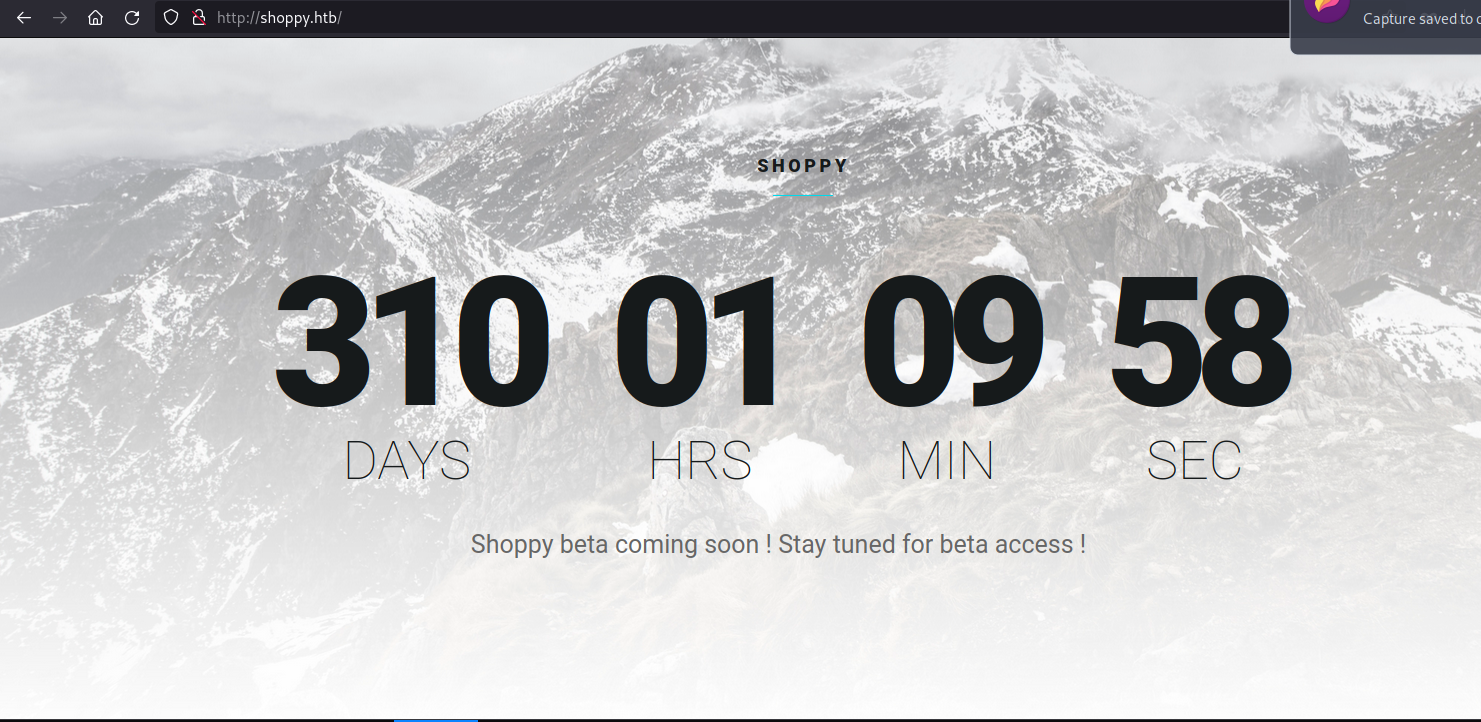 http://shoppy.htb/
Capture saved to
SHOPPY
310 01 09 58
DAYS HRS MIN SEC
Shoppy beta coming soon ! Stay tuned for beta access !